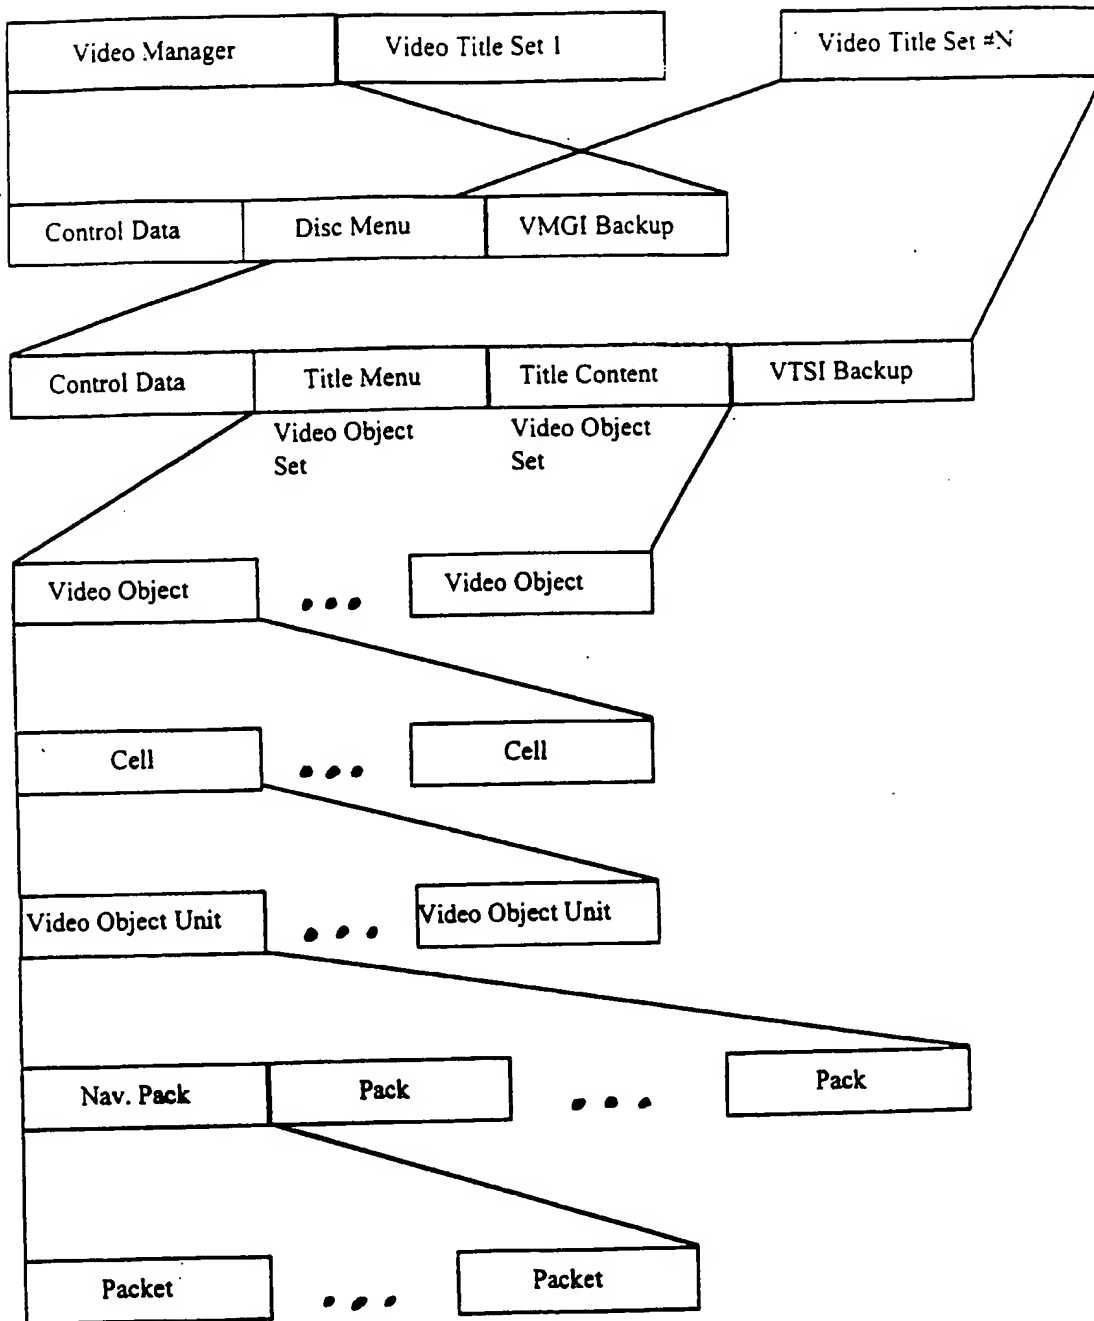 Video Manager
Video Title Set 1
Video Title Set #N
Control Data
Disc Menu
VMGI Backup
Control Data
Title Menu
Title Content
VTSI Backup
Video Object
Set
Video Object
Set
Video Object
Video Object
Cell
Cell
Video Object Unit
Video Object Unit
Nav. Pack
Pack
Pack
Packet
Packet